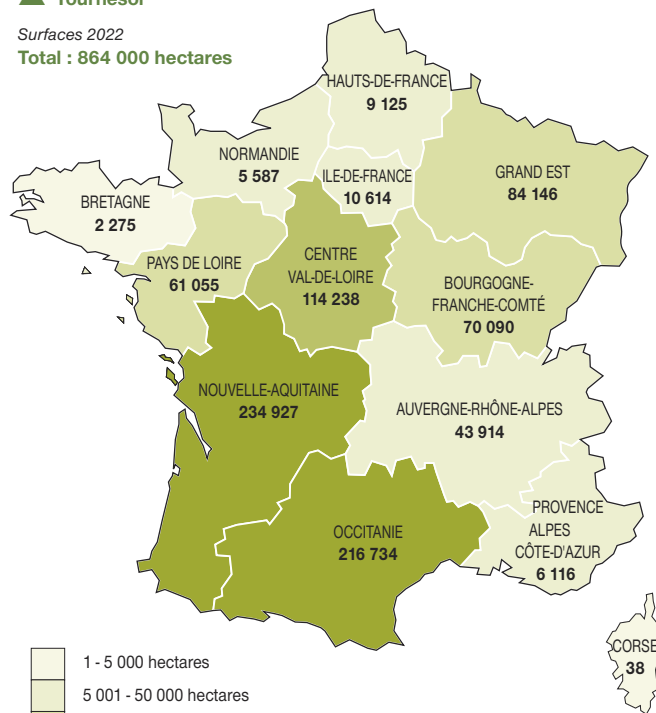 Tournesol
Surfaces 2022
Total : 864 000 hectares
HAUTS-DE-FRANCE
9 125
NORMANDIE
5 587
ILE-DE-FRANCE
10 614
GRAND EST
84 146
BRETAGNE
2 275
PAYS DE LOIRE
61 055
CENTRE
VAL-DE-LOIRE
114 238
BOURGOGNE-
FRANCHE-COMTÉ
70 090
NOUVELLE-AQUITAINE
234 927
AUVERGNE-RHÔNE-ALPES
43 914
PROVENCE
ALPES
CÔTE-D'AZUR
6 116
OCCITANIE
216 734
CORSE
38
1 - 5 000 hectares
5 001 - 50 000 hectares